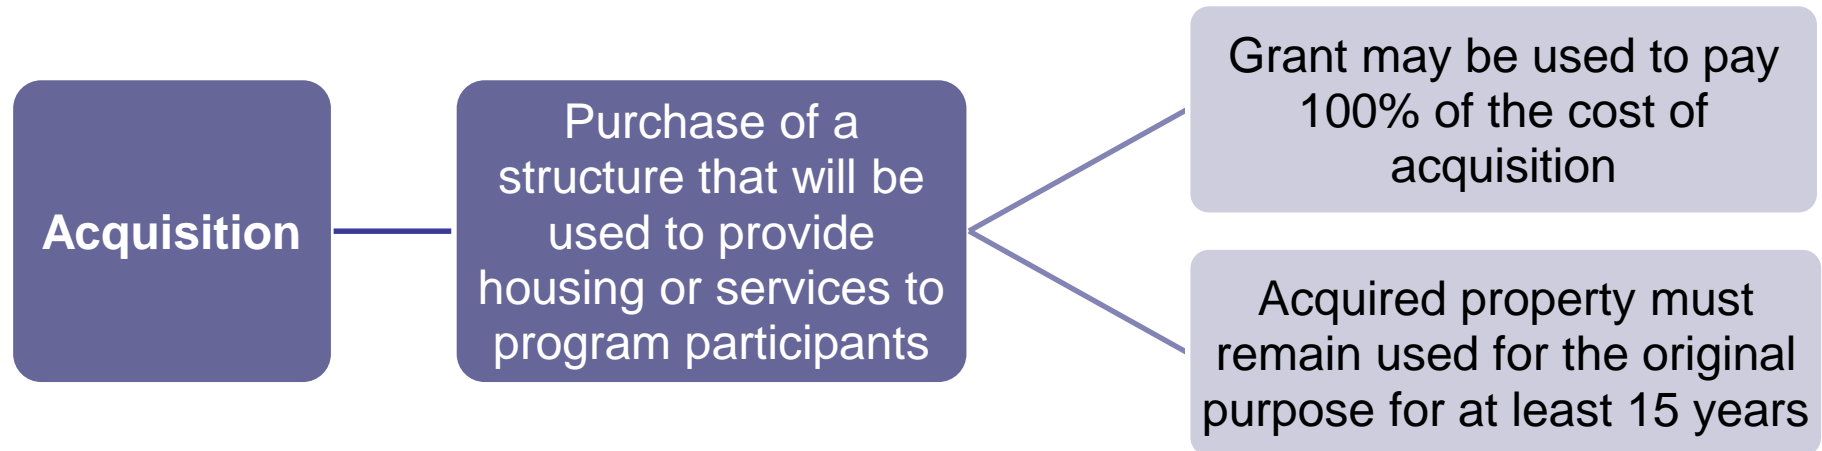 Acquisition
Purchase of a
structure that will be
used to provide
housing or services to
program participants
Grant may be used to pay
100% of the cost of
acquisition
Acquired property must
remain used for the original
purpose for at least 15 years